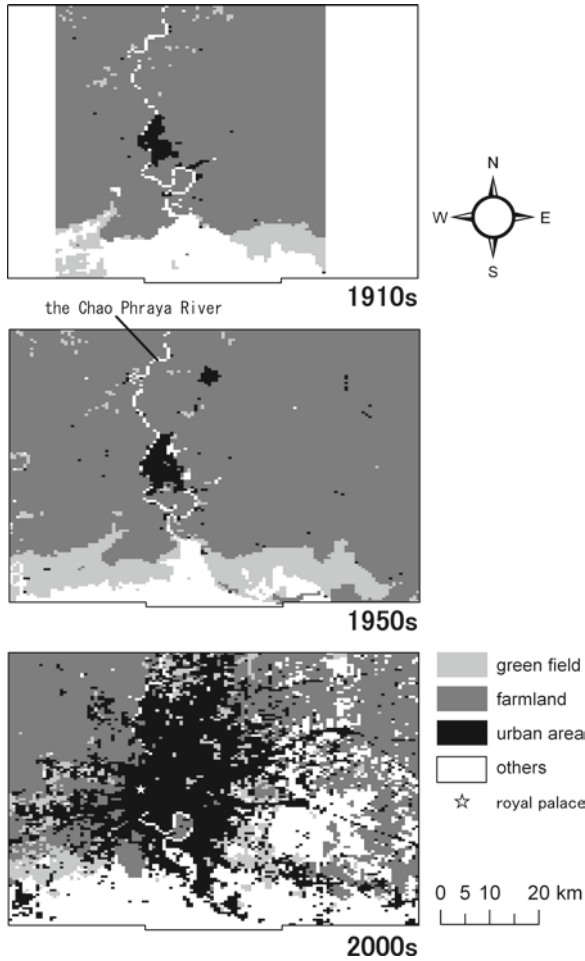 N
W E
S
1910s
the Chao Phraya River
1950s
green field
farmland
urban area
others
royal palace
0 5 10 20 km
2000s